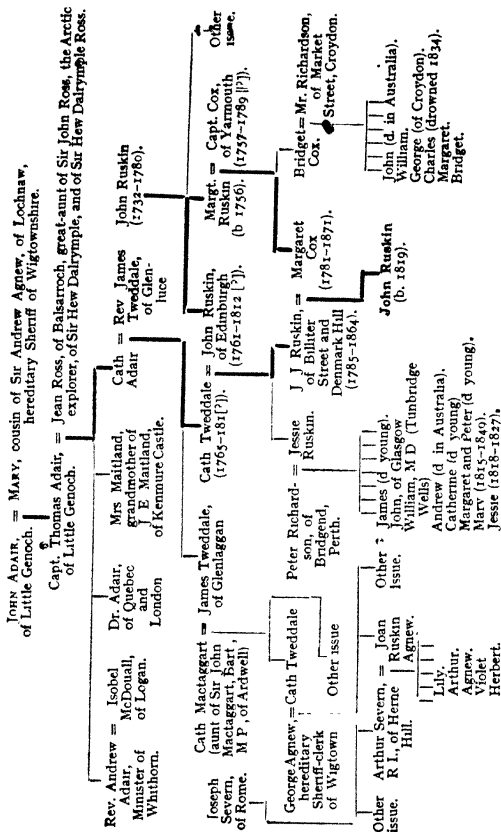 JOHN ADAIR, = MARY, cousin of Sir Andrew Agnew, of Lochnaw,
of Little Genoch. hereditary Sheriff of Wigtownshire.
Capt. Thomas Adair, = Jean Ross, of Balsarroch, great-aunt of Sir John Ross, the Arctic
of Little Genoch. explorer, of Sir Hew Dalrymple, and of Sir Hew Dalrymple Ross.
Rev. Andrew = Isobel
Adair, McDouall,
Minister of of Logan.
Whithorn.
Dr. Adair,
of Quebec
and
London
Mrs Maitland,
grandmother of
J E Maitland,
of Kenmure Castle.
Cath = Rev James
Adair Tweddale,
of Glen-
luce
John Ruskin
(1732-1780).
Cath Mactaggart = James Tweddale,
(aunt of Sir John of Glenlaggan
Mactaggart, Bart,
M P, of Ardwell)
Cath Tweddale = John Ruskin,
(1765-181[?]). of Edinburgh
(1761-1812 [?]).
Margt. = Capt. Cox,
Ruskin of Yarmouth
(b 1756). (1757-1789 [?]).
Other
issue.
Joseph
Severn,
of Rome.
George Agnew, = Cath Tweddale
hereditary
Sheriff-clerk
of Wigtown
Other issue
Peter Richard- = Jessie
son, of Ruskin.
Bridgend,
Perth.
J J Ruskin, = Margaret
of Billiter Cox
Street and (1781-1871).
Denmark Hill
(1785-1864).
Bridget = Mr. Richardson,
Cox. of Market
Street, Croydon.
Other
issue.
Arthur Severn, = Joan
R I., of Herne Ruskin
Hill. Agnew.
Other
issue.
James (d young).
John, of Glasgow
William, M D (Tunbridge
Wells)
Andrew (d in Australia).
Catherine (d young)
Margaret and Peter (d young).
Mary (1815-1849).
Jessie (1818-1827).
John Ruskin
(b. 1819).
John (d. in Australia).
William.
George (of Croydon).
Charles (drowned 1834).
Margaret.
Bridget.
Lily.
Arthur.
Agnew.
Violet
Herbert.